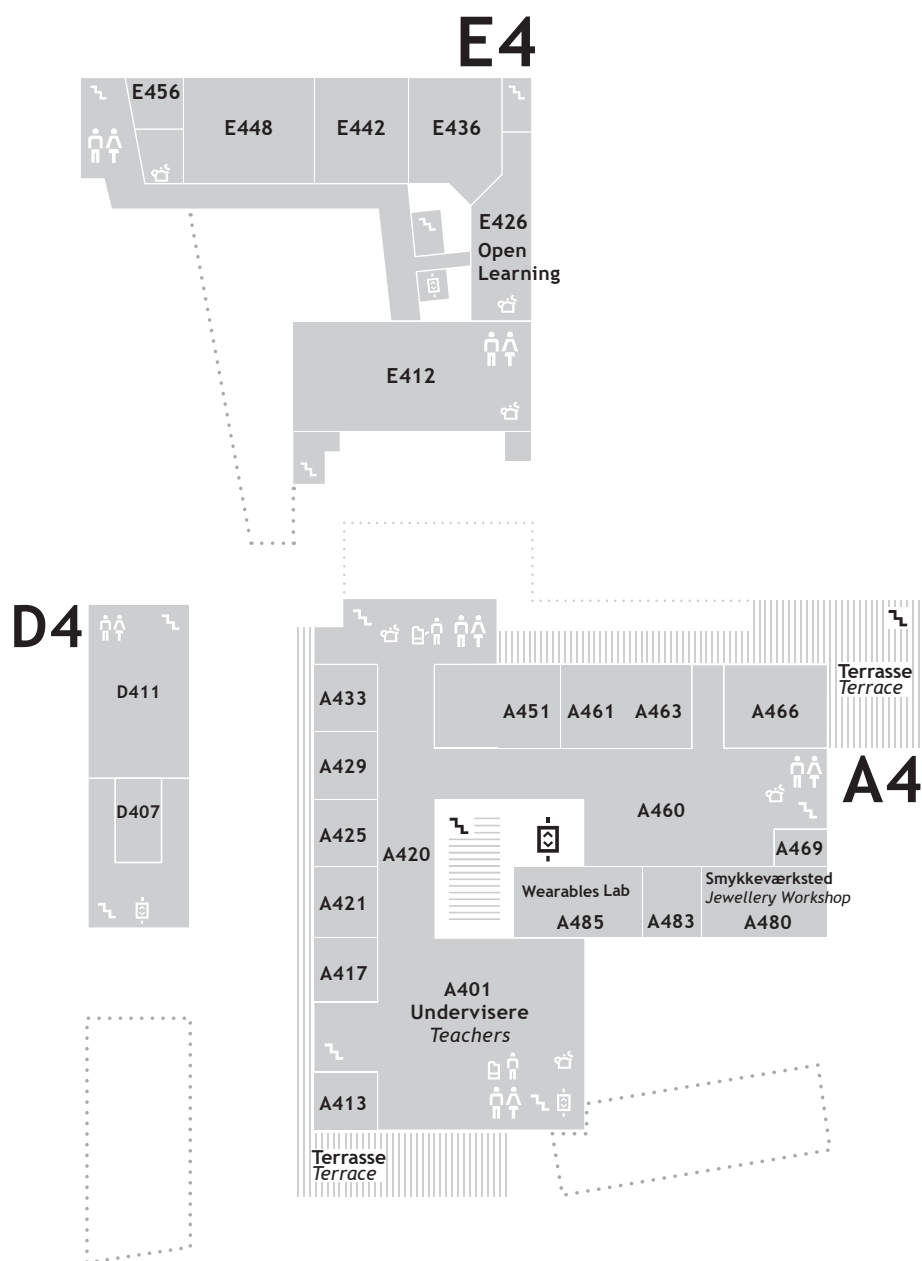 E4
E456
E448
E442
E436
E426
Open
Learning
E412
D4
D411
D407
A433
A451
A461
A463
A466
Terrasse
Terrace
A4
A429
A460
A425
A420
A469
A421
Wearables Lab
A485
A483
Smykkeværksted
Jewellery Workshop
A480
A417
A401
Undervisere
Teachers
A413
Terrasse
Terrace